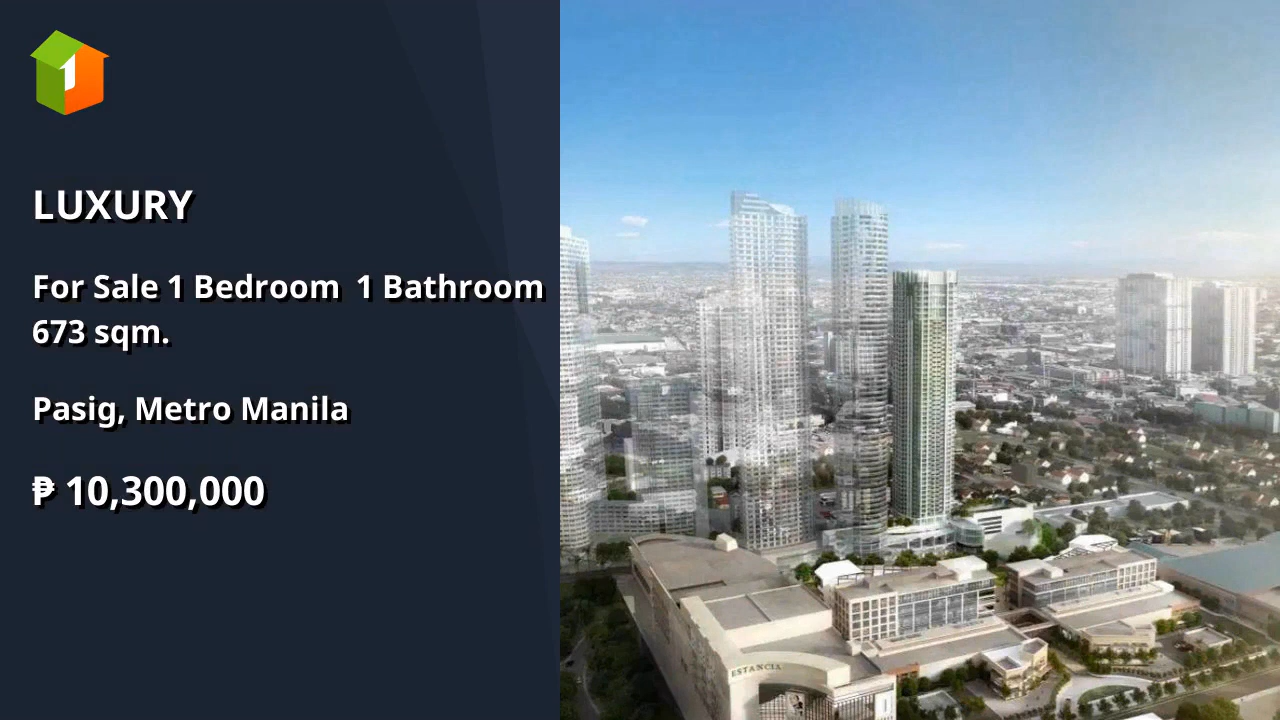 LUXURY
For Sale 1 Bedroom  1 Bathroom
673 sqm.
Pasig, Metro Manila
₱ 10,300,000
ESTANCIA